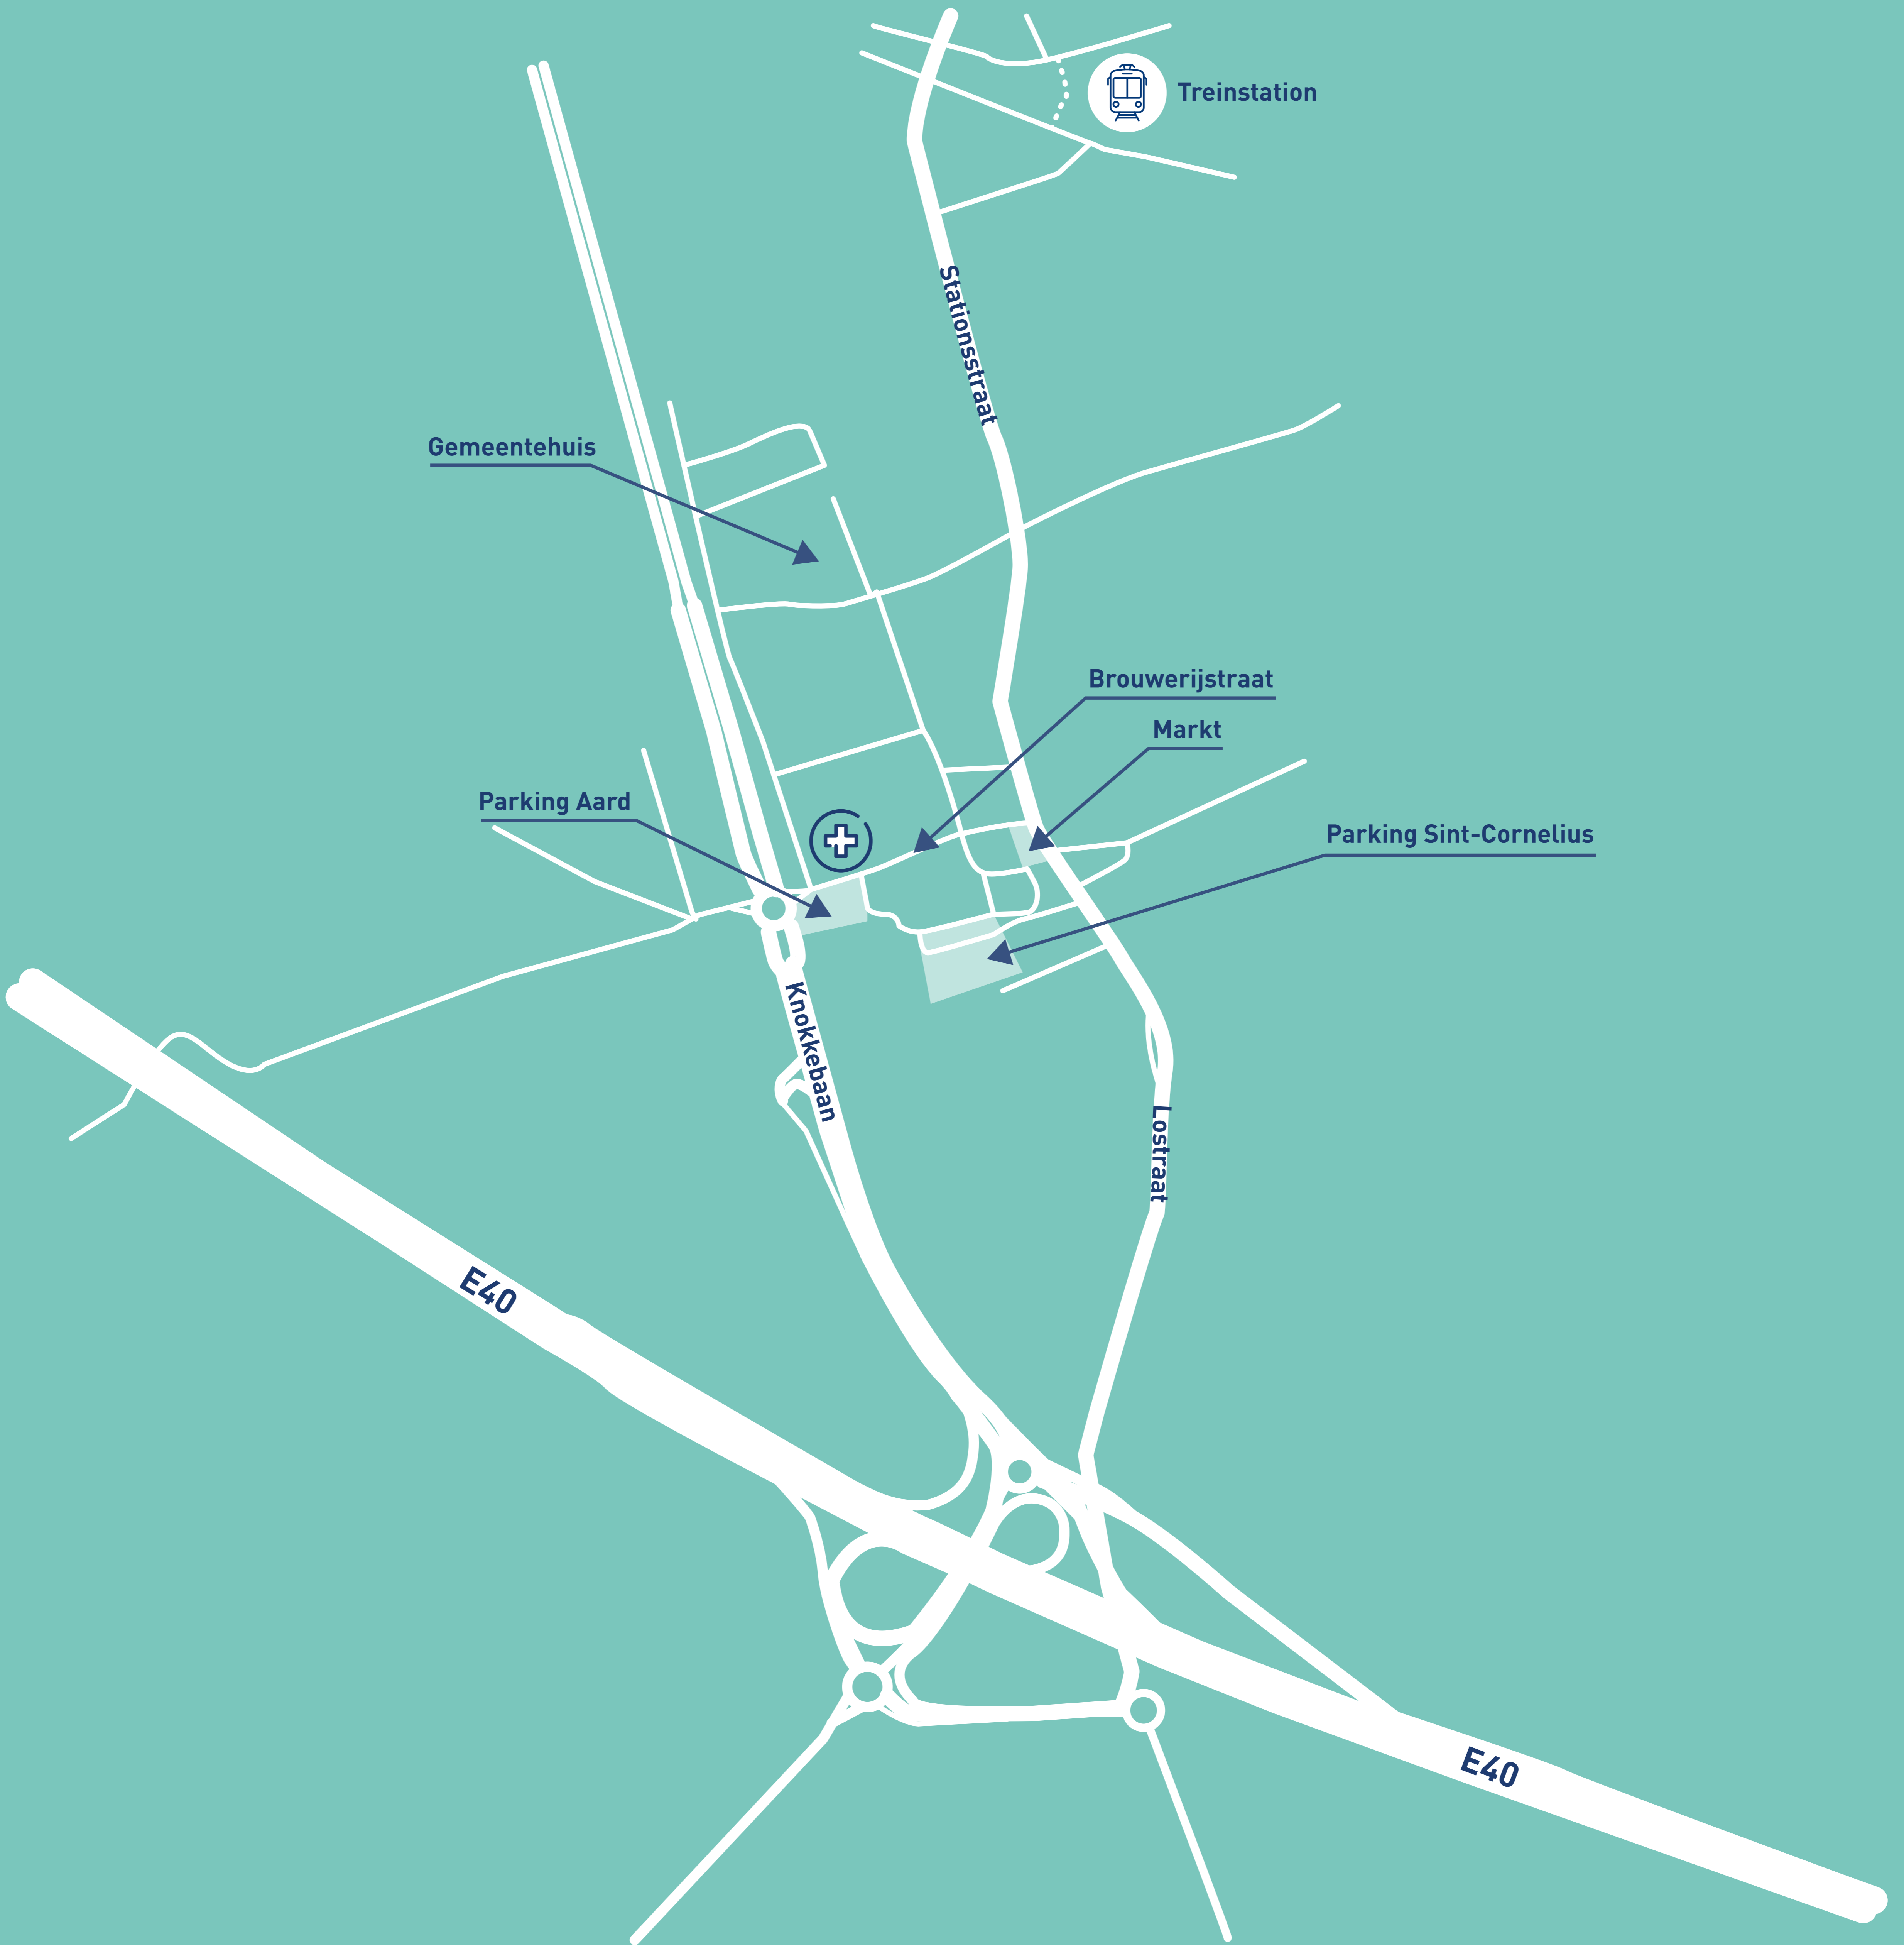 Treinstation
Stationsstraat
Gemeentehuis
Brouwerijstraat
Markt
Parking Aard
Parking Sint-Cornelius
Knokkebaan
Lostraat
E40
E40